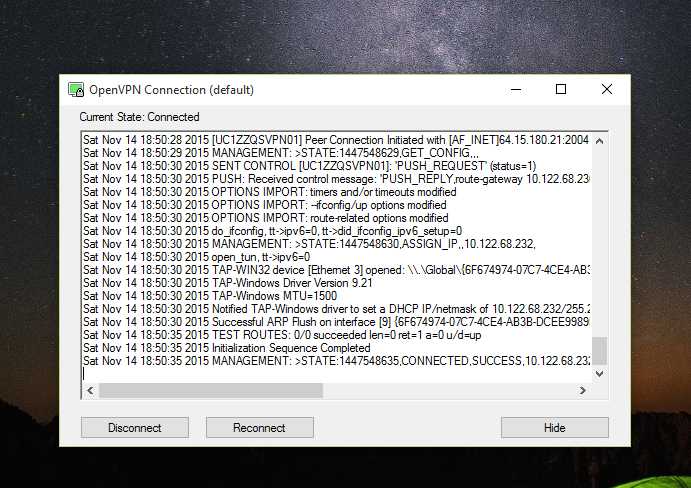 OpenVPN Connection (default)
Current State: Connected
Sat Nov 14 18:50:28 2015 [UC1ZZQSVPN01] Peer Connection Initiated with [AF_INET]64.15.180.21:2004
Sat Nov 14 18:50:29 2015 MANAGEMENT: >STATE:1447548629,GET_CONFIG,,,
Sat Nov 14 18:50:30 2015 SENT CONTROL [UC1ZZQSVPN01]: 'PUSH_REQUEST' (status=1)
Sat Nov 14 18:50:30 2015 PUSH: Received control message: 'PUSH_REPLY,route-gateway 10.122.68.23
Sat Nov 14 18:50:30 2015 OPTIONS IMPORT: timers and/or timeouts modified
Sat Nov 14 18:50:30 2015 OPTIONS IMPORT: --ifconfig/up options modified
Sat Nov 14 18:50:30 2015 OPTIONS IMPORT: route-related options modified
Sat Nov 14 18:50:30 2015 do_ifconfig, tt->ipv6=0, tt->did_ifconfig_ipv6_setup=0
Sat Nov 14 18:50:30 2015 MANAGEMENT: >STATE:1447548630,ASSIGN_IP,,10.122.68.232,
Sat Nov 14 18:50:30 2015 open_tun, tt->ipv6=0
Sat Nov 14 18:50:30 2015 TAP-WIN32 device [Ethernet 3] opened: \\.\Global\{6F674974-07C7-4CE4-AB3
Sat Nov 14 18:50:30 2015 TAP-Windows Driver Version 9.21
Sat Nov 14 18:50:30 2015 TAP-Windows MTU=1500
Sat Nov 14 18:50:30 2015 Notified TAP-Windows driver to set a DHCP IP/netmask of 10.122.68.232/255.2
Sat Nov 14 18:50:30 2015 Successful ARP Flush on interface [9] {6F674974-07C7-4CE4-AB3B-DCEE9989
Sat Nov 14 18:50:35 2015 TEST ROUTES: 0/0 succeeded len=0 ret=1 a=0 u/d=up
Sat Nov 14 18:50:35 2015 Initialization Sequence Completed
Sat Nov 14 18:50:35 2015 MANAGEMENT: >STATE:1447548635,CONNECTED,SUCCESS,10.122.68.232
Disconnect
Reconnect
Hide